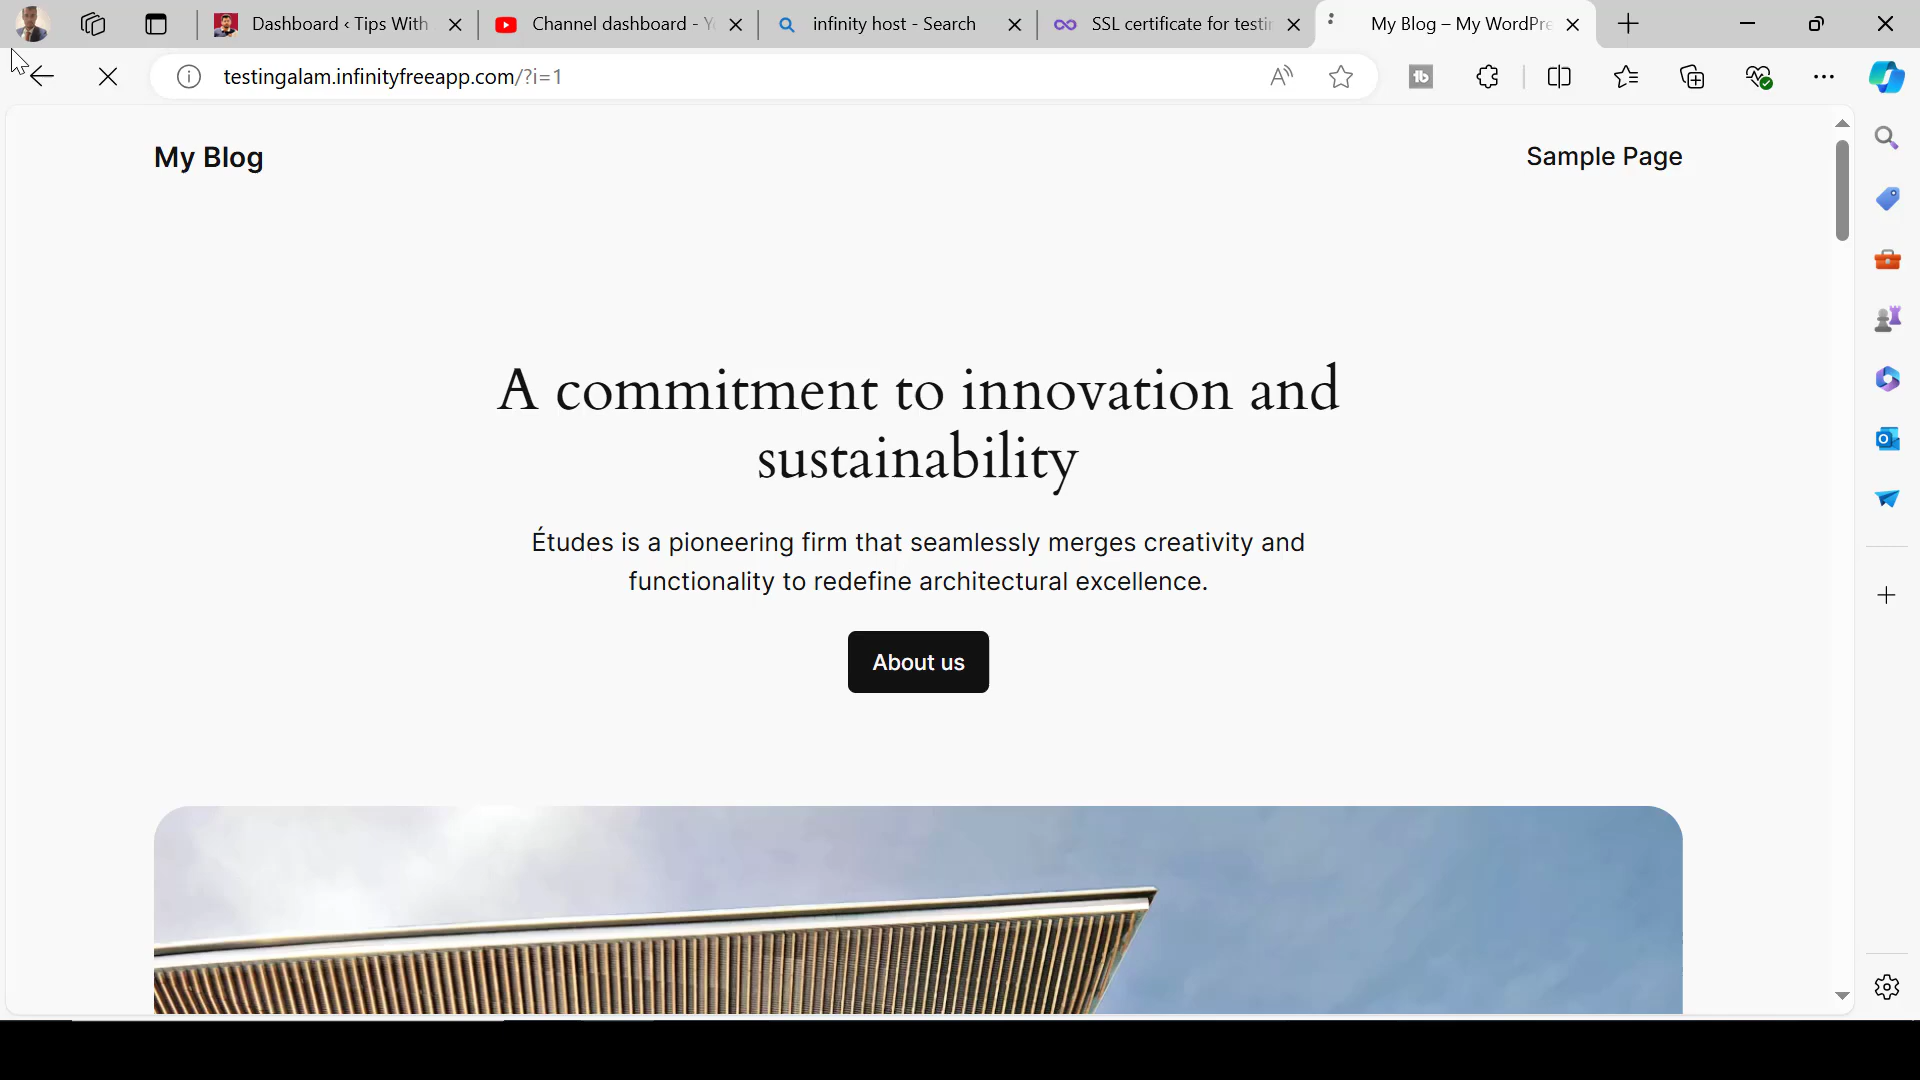 Dashboard ‹ Tips With
Channel dashboard - Y
infinity host - Search
SSL certificate for testin
My Blog – My WordPre
testingalam.infinityfreeapp.com/?i=1
My Blog
Sample Page
A commitment to innovation and
sustainability
Études is a pioneering firm that seamlessly merges creativity and
functionality to redefine architectural excellence.
About us